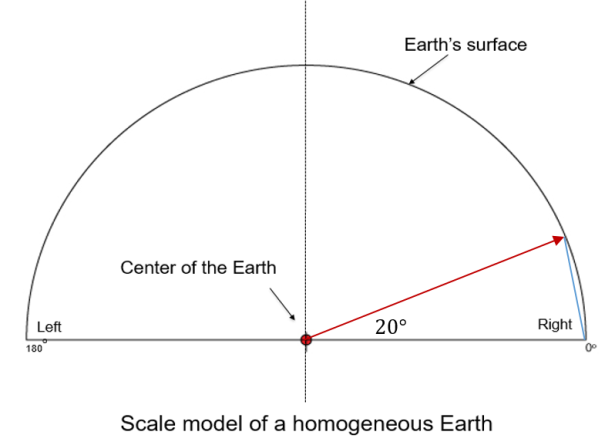 Earth's surface
Center of the Earth
Left
20°
Right
180°
0°
Scale model of a homogeneous Earth